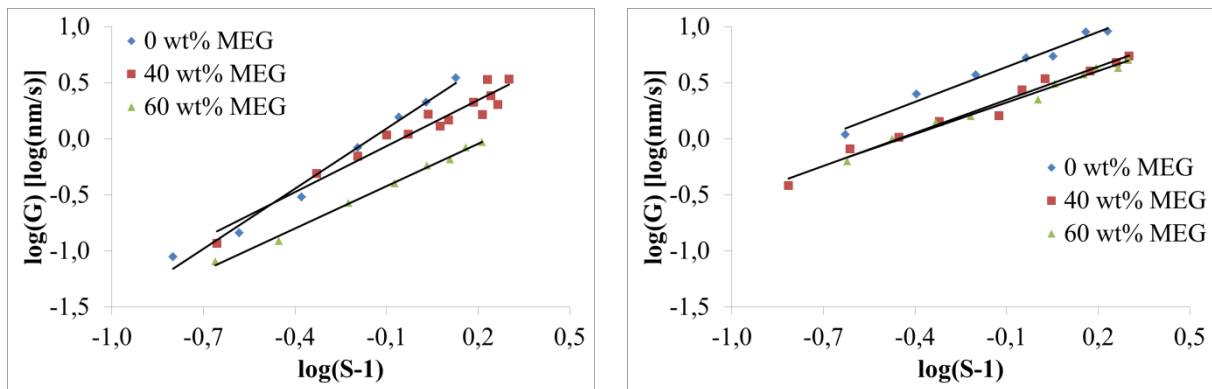 log(G) [log(nm/s)]
1,0
0,5
0,0
-0,5
-1,0
-1,5
0 wt% MEG
40 wt% MEG
60 wt% MEG
-1,0 -0,7 -0,4 -0,1 0,2 0,5
log(S-1)
log(G) [log(nm/s)]
1,0
0,5
0,0
-0,5
-1,0
-1,5
0 wt% MEG
40 wt% MEG
60 wt% MEG
-1,0 -0,7 -0,4 -0,1 0,2 0,5
log(S-1)